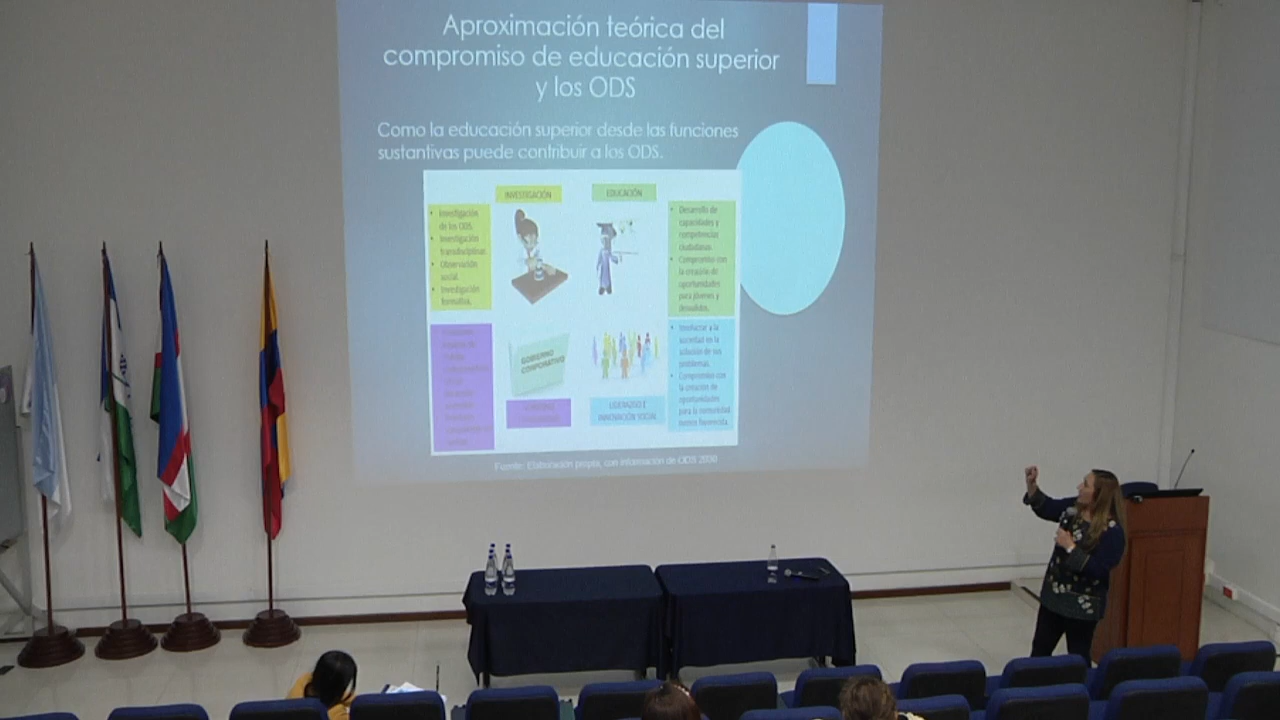 Aproximación teórica del
compromiso de educación superior
y los ODS
Como la educación superior desde las funciones
sustantivas puede contribuir a los ODS.
INVESTIGACIÓN
EDUCACIÓN
• Investigación
de los ODS.
• Investigación
transdisciplinar.
• Observación
social.
• Investigación
formativa.
• Desarrollo de
capacidades y
competencias
ciudadanas.
• Compromiso con
la creación de
oportunidades
para jóvenes y
GOBIERNO
CORPORATIVO
LIDERAZGO E
INNOVACIÓN SOCIAL
• Involucrar a la
sociedad en la
solución de sus
problemas.
• Compromiso con
la creación de
oportunidades
para la comunidad
menos favorecida.
Fuente: Elaboración propia, con información de ODS 2030